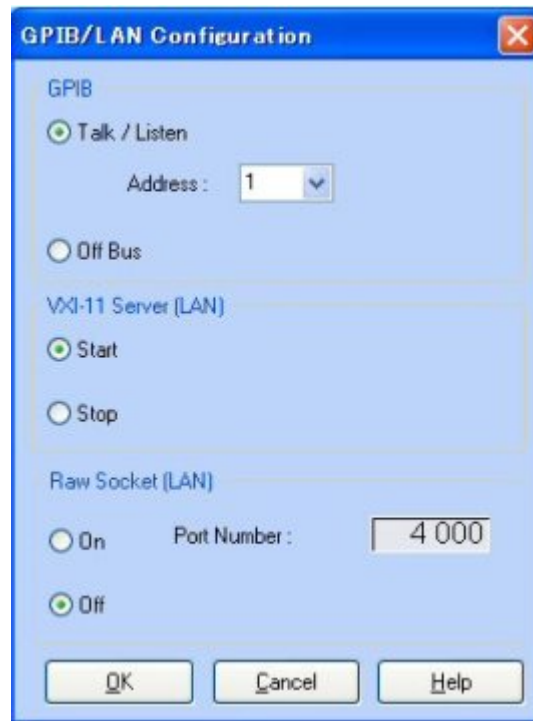 GPIB/LAN Configuration
GPIB
Talk / Listen
Address : 1
Off Bus
VXI-11 Server (LAN)
Start
Stop
Raw Socket (LAN)
On Port Number : 4 000
Off
OK Cancel Help